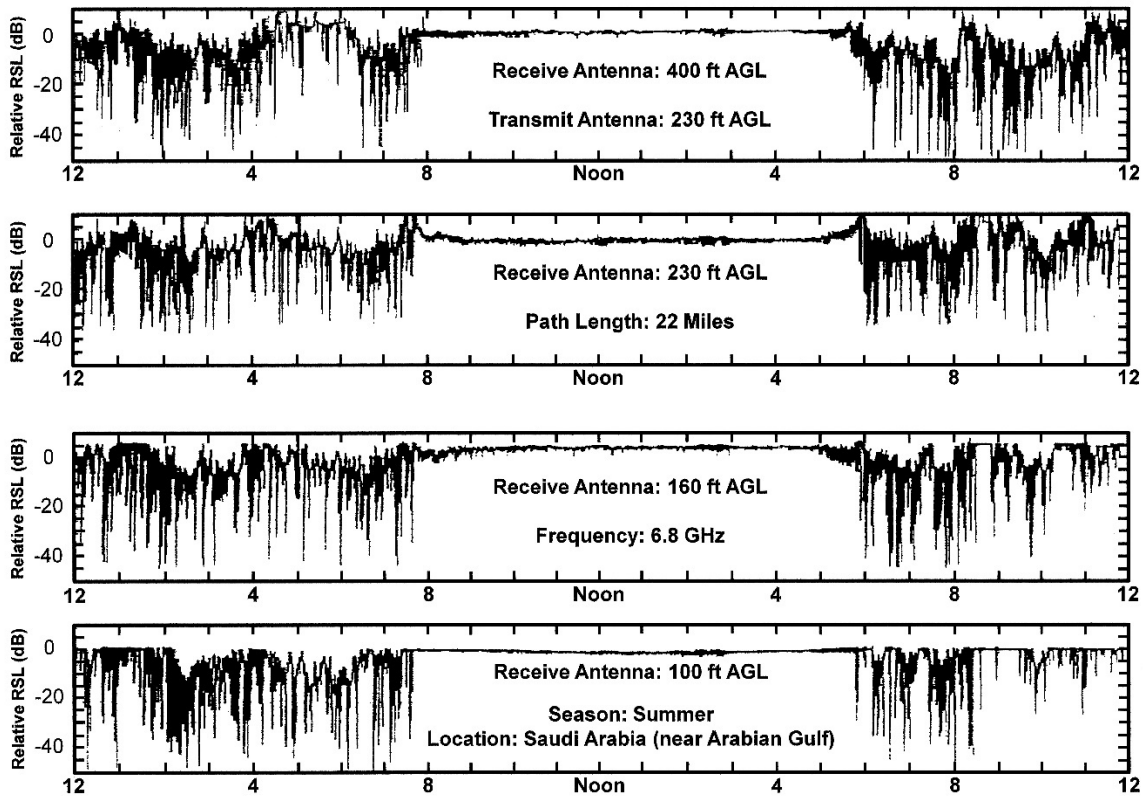 Relative RSL (dB)
0
-20
-40
Receive Antenna: 400 ft AGL
Transmit Antenna: 230 ft AGL
12 4 8 Noon 4 8 12
Relative RSL (dB)
0
-20
-40
Receive Antenna: 230 ft AGL
Path Length: 22 Miles
12 4 8 Noon 4 8 12
Relative RSL (dB)
0
-20
-40
Receive Antenna: 160 ft AGL
Frequency: 6.8 GHz
12 4 8 Noon 4 8 12
Relative RSL (dB)
0
-20
-40
Receive Antenna: 100 ft AGL
Season: Summer
Location: Saudi Arabia (near Arabian Gulf)
12 4 8 Noon 4 8 12